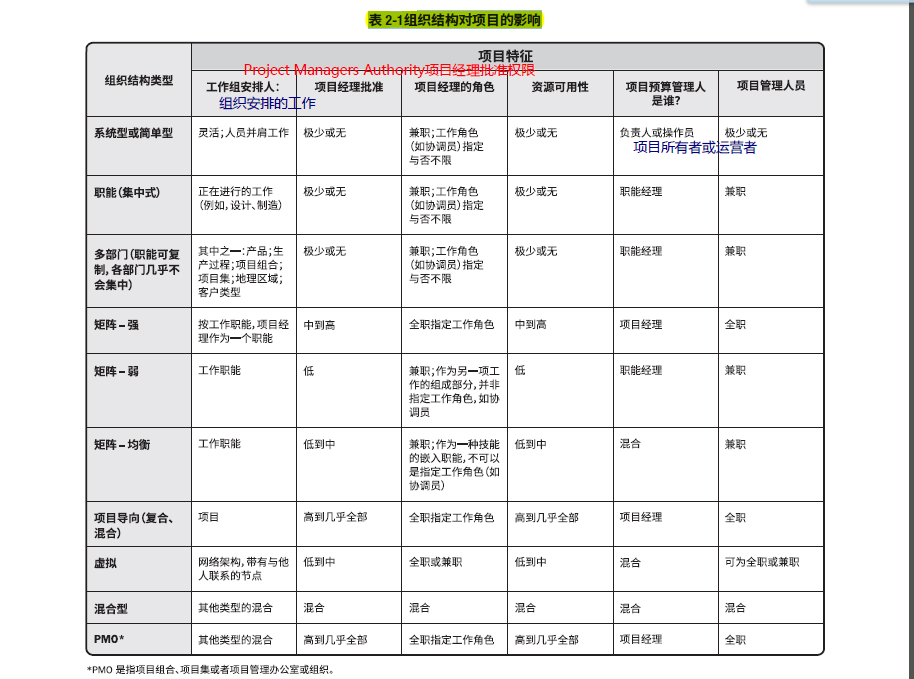 表 2-1组织结构对项目的影响
组织结构类型
项目特征
Project Managers Authority项目经理批准权限
工作组安排人:
组织安排的工作
项目经理批准
项目经理的角色
资源可用性
项目预算管理人
是谁?
项目管理人员
系统型或简单型
灵活;人员并肩工作
极少或无
兼职;工作角色
(如协调员)指定
与否不限
极少或无
负责人或操作员
项目所有者或运营者
极少或无
职能(集中式)
正在进行的工作
(例如,设计、制造)
极少或无
兼职;工作角色
(如协调员)指定
与否不限
极少或无
职能经理
兼职
多部门(职能可复
制,各部门几乎不
会集中)
其中之一:产品;生
产过程;项目组合;
项目集;地理区域;
客户类型
极少或无
兼职;工作角色
(如协调员)指定
与否不限
极少或无
职能经理
兼职
矩阵 – 强
按工作职能,项目经
理作为一个职能
中到高
全职指定工作角色
中到高
项目经理
全职
矩阵 – 弱
工作职能
低
兼职;作为另一项工
作的组成部分,并非
指定工作角色,如协
调员
低
职能经理
兼职
矩阵 – 均衡
工作职能
低到中
兼职;作为一种技能
的嵌入职能,不可以
是指定工作角色(如
协调员)
低到中
混合
兼职
项目导向(复合、
混合)
项目
高到几乎全部
全职指定工作角色
高到几乎全部
项目经理
全职
虚拟
网络架构,带有与他
人联系的节点
低到中
全职或兼职
低到中
混合
可为全职或兼职
混合型
其他类型的混合
混合
混合
混合
混合
混合
PMO*
其他类型的混合
高到几乎全部
全职指定工作角色
高到几乎全部
项目经理
全职
*PMO 是指项目组合、项目集或者项目管理办公室或组织。